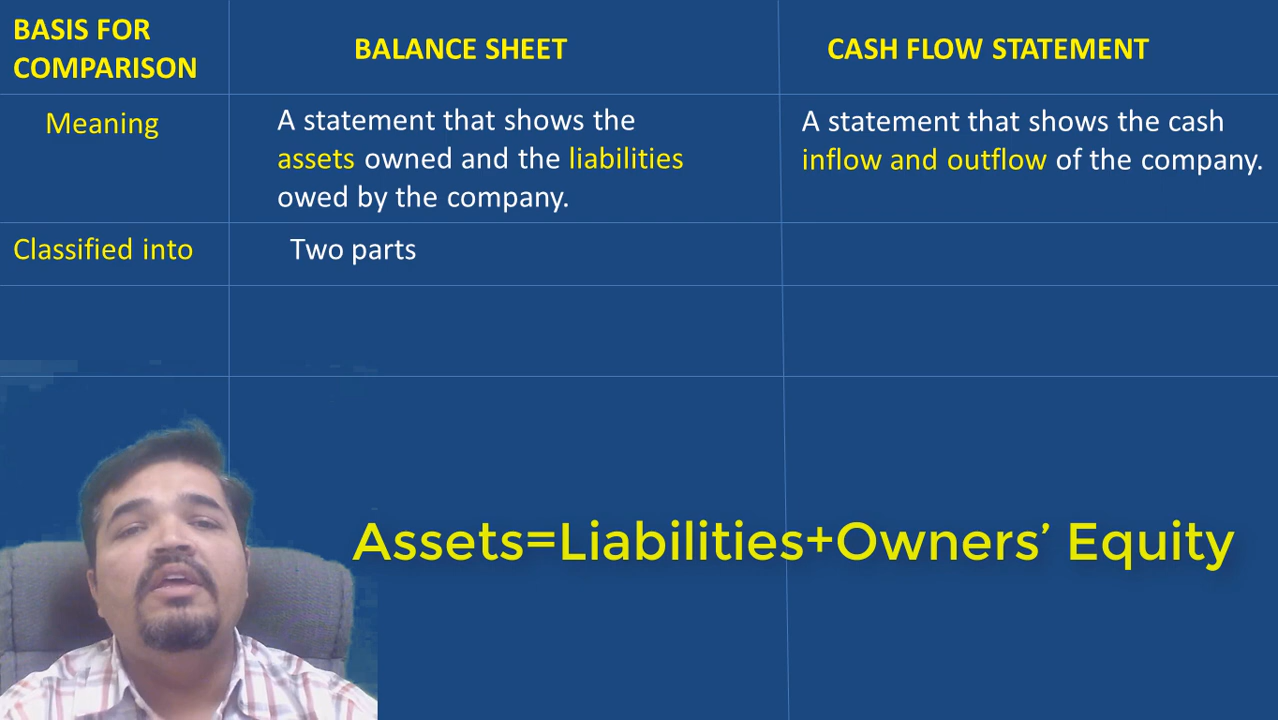 BASIS FOR
COMPARISON
BALANCE SHEET
CASH FLOW STATEMENT
Meaning
A statement that shows the
assets owned and the liabilities
owed by the company.
A statement that shows the cash
inflow and outflow of the company.
Classified into
Two parts
Assets=Liabilities+Owners’ Equity